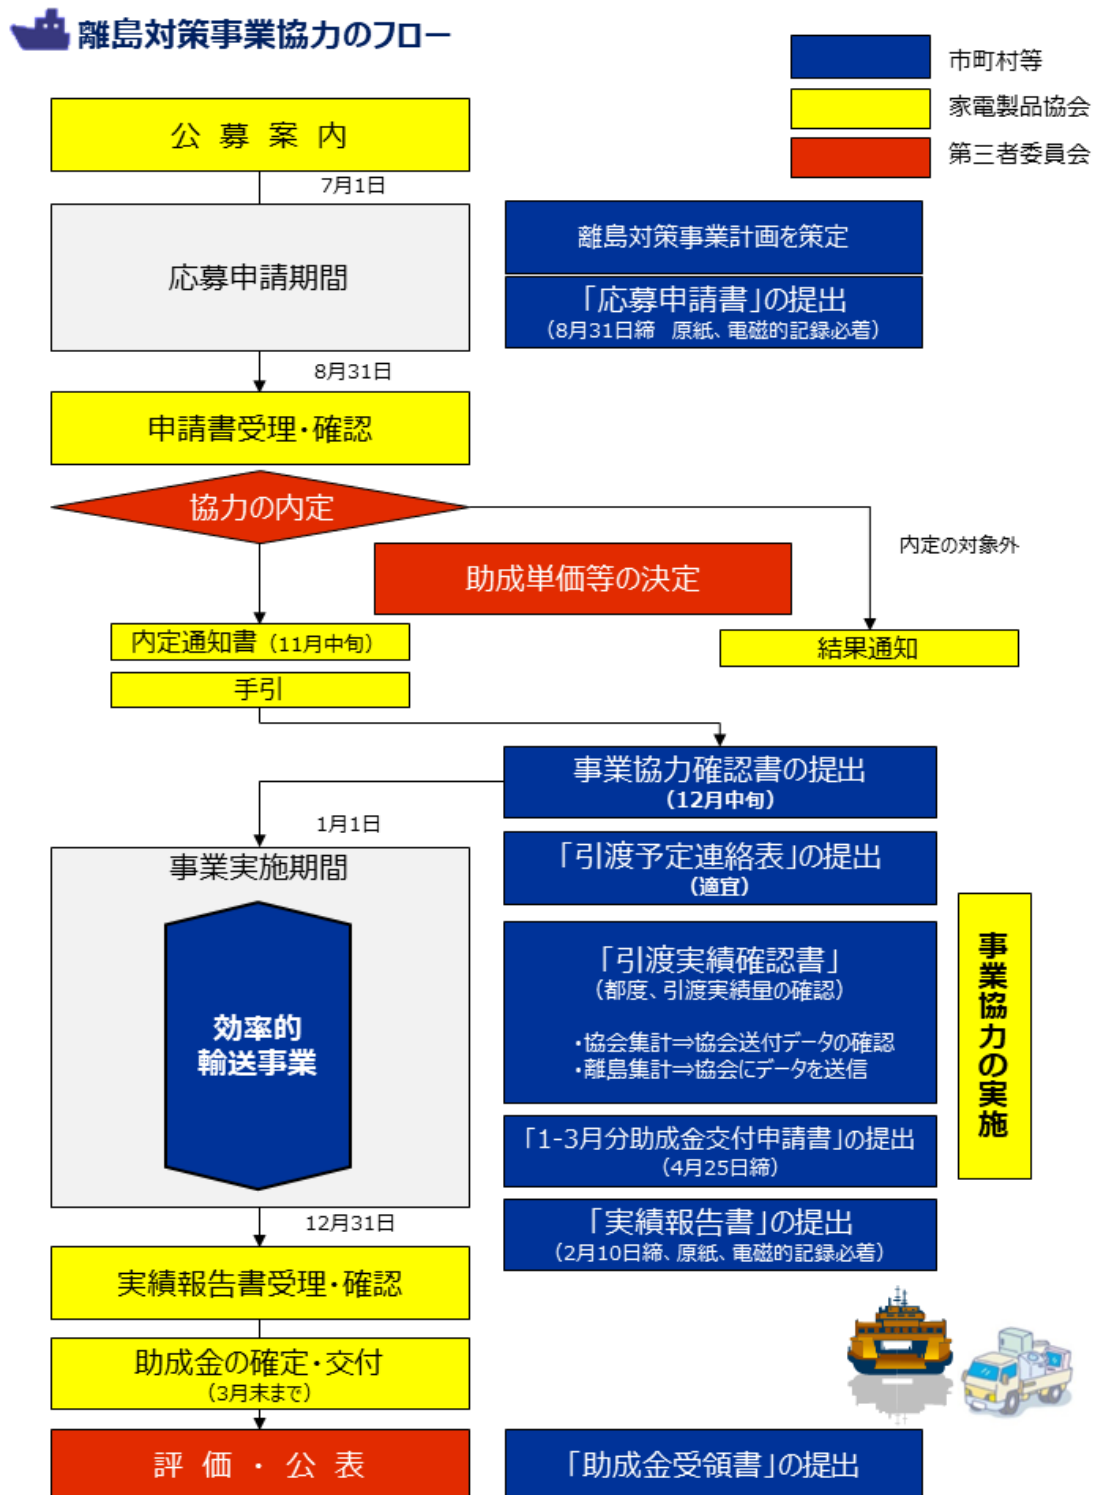 離島対策事業協力のフロー
市町村等
家電製品協会
第三者委員会
公募案内
7月1日
応募申請期間
離島対策事業計画を策定
「応募申請書」の提出
（8月31日締　原紙、電磁的記録必着）
8月31日
申請書受理・確認
協力の内定
内定の対象外
助成単価等の決定
内定通知書（11月中旬）
結果通知
手引
事業協力確認書の提出
（12月中旬）
1月1日
事業実施期間
「引渡予定連絡表」の提出
（適宜）
効率的
輸送事業
「引渡実績確認書」
（都度、引渡実績量の確認）
・協会集計⇒協会送付データの確認
・離島集計⇒協会にデータを送信
事業協力の実施
「1-3月分助成金交付申請書」の提出
（4月25日締）
12月31日
「実績報告書」の提出
（2月10日締、原紙、電磁的記録必着）
実績報告書受理・確認
助成金の確定・交付
（3月末まで）
評価・公表
「助成金受領書」の提出